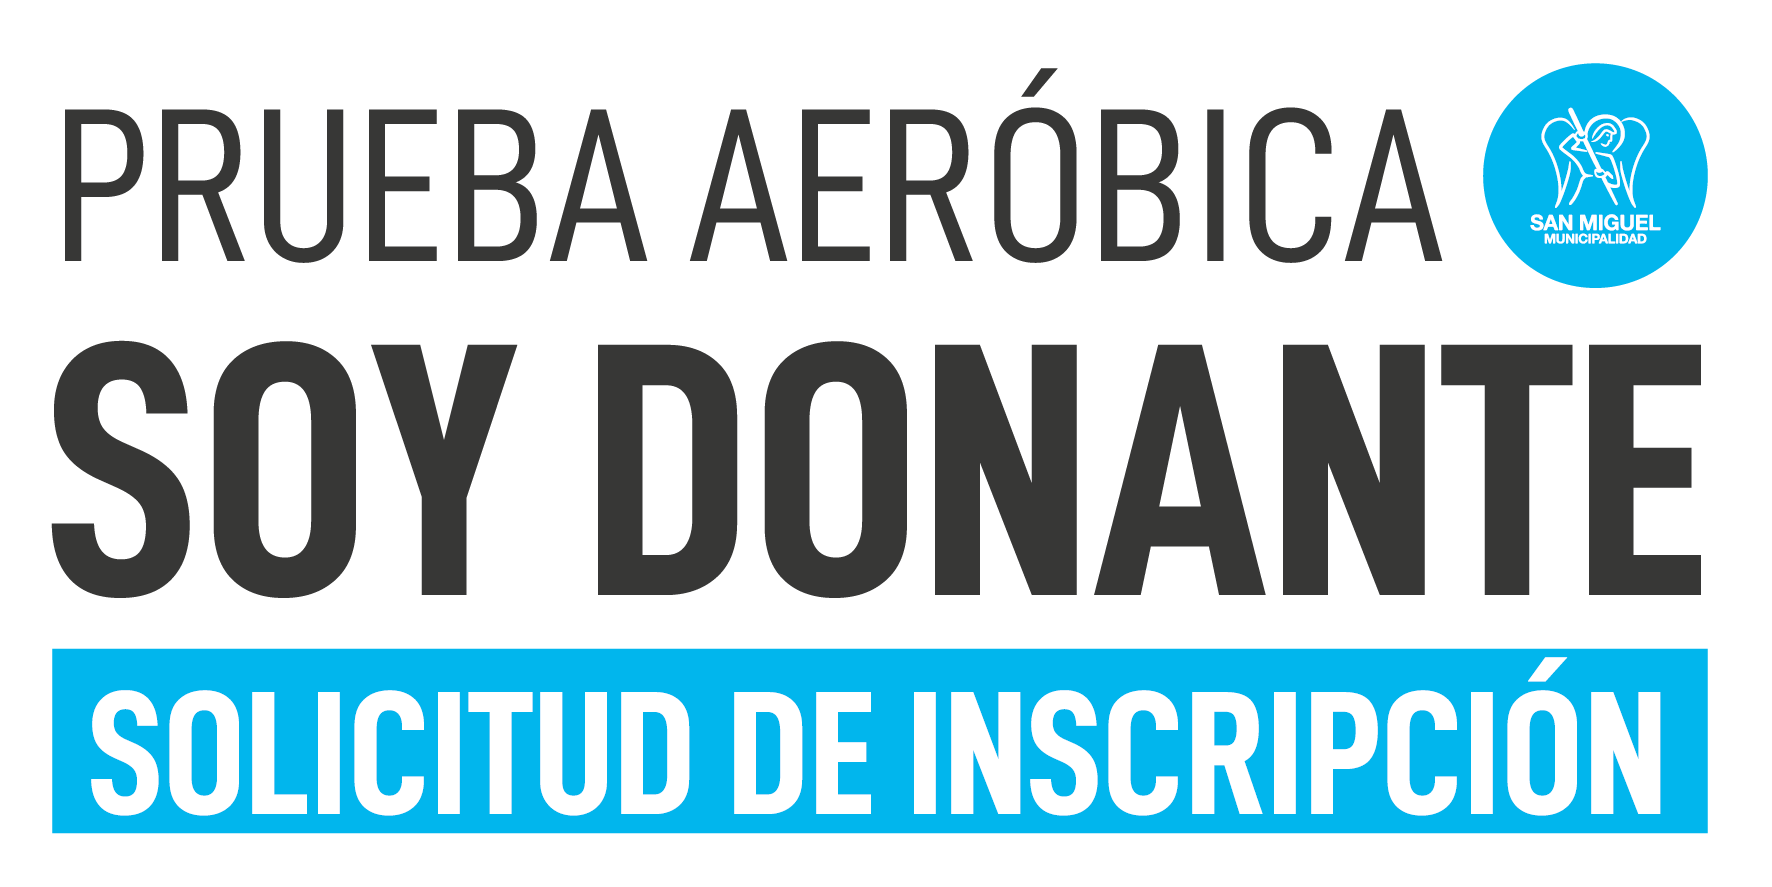 PRUEBA AERÓBICA
SAN MIGUEL
MUNICIPALIDAD
SOY DONANTE
SOLICITUD DE INSCRIPCIÓN